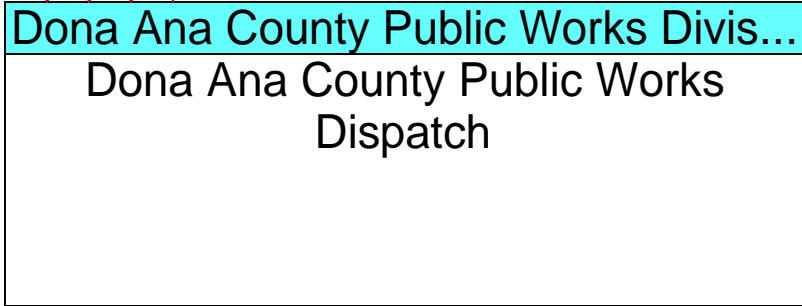 Dona Ana County Public Works Divis...
Dona Ana County Public Works
Dispatch